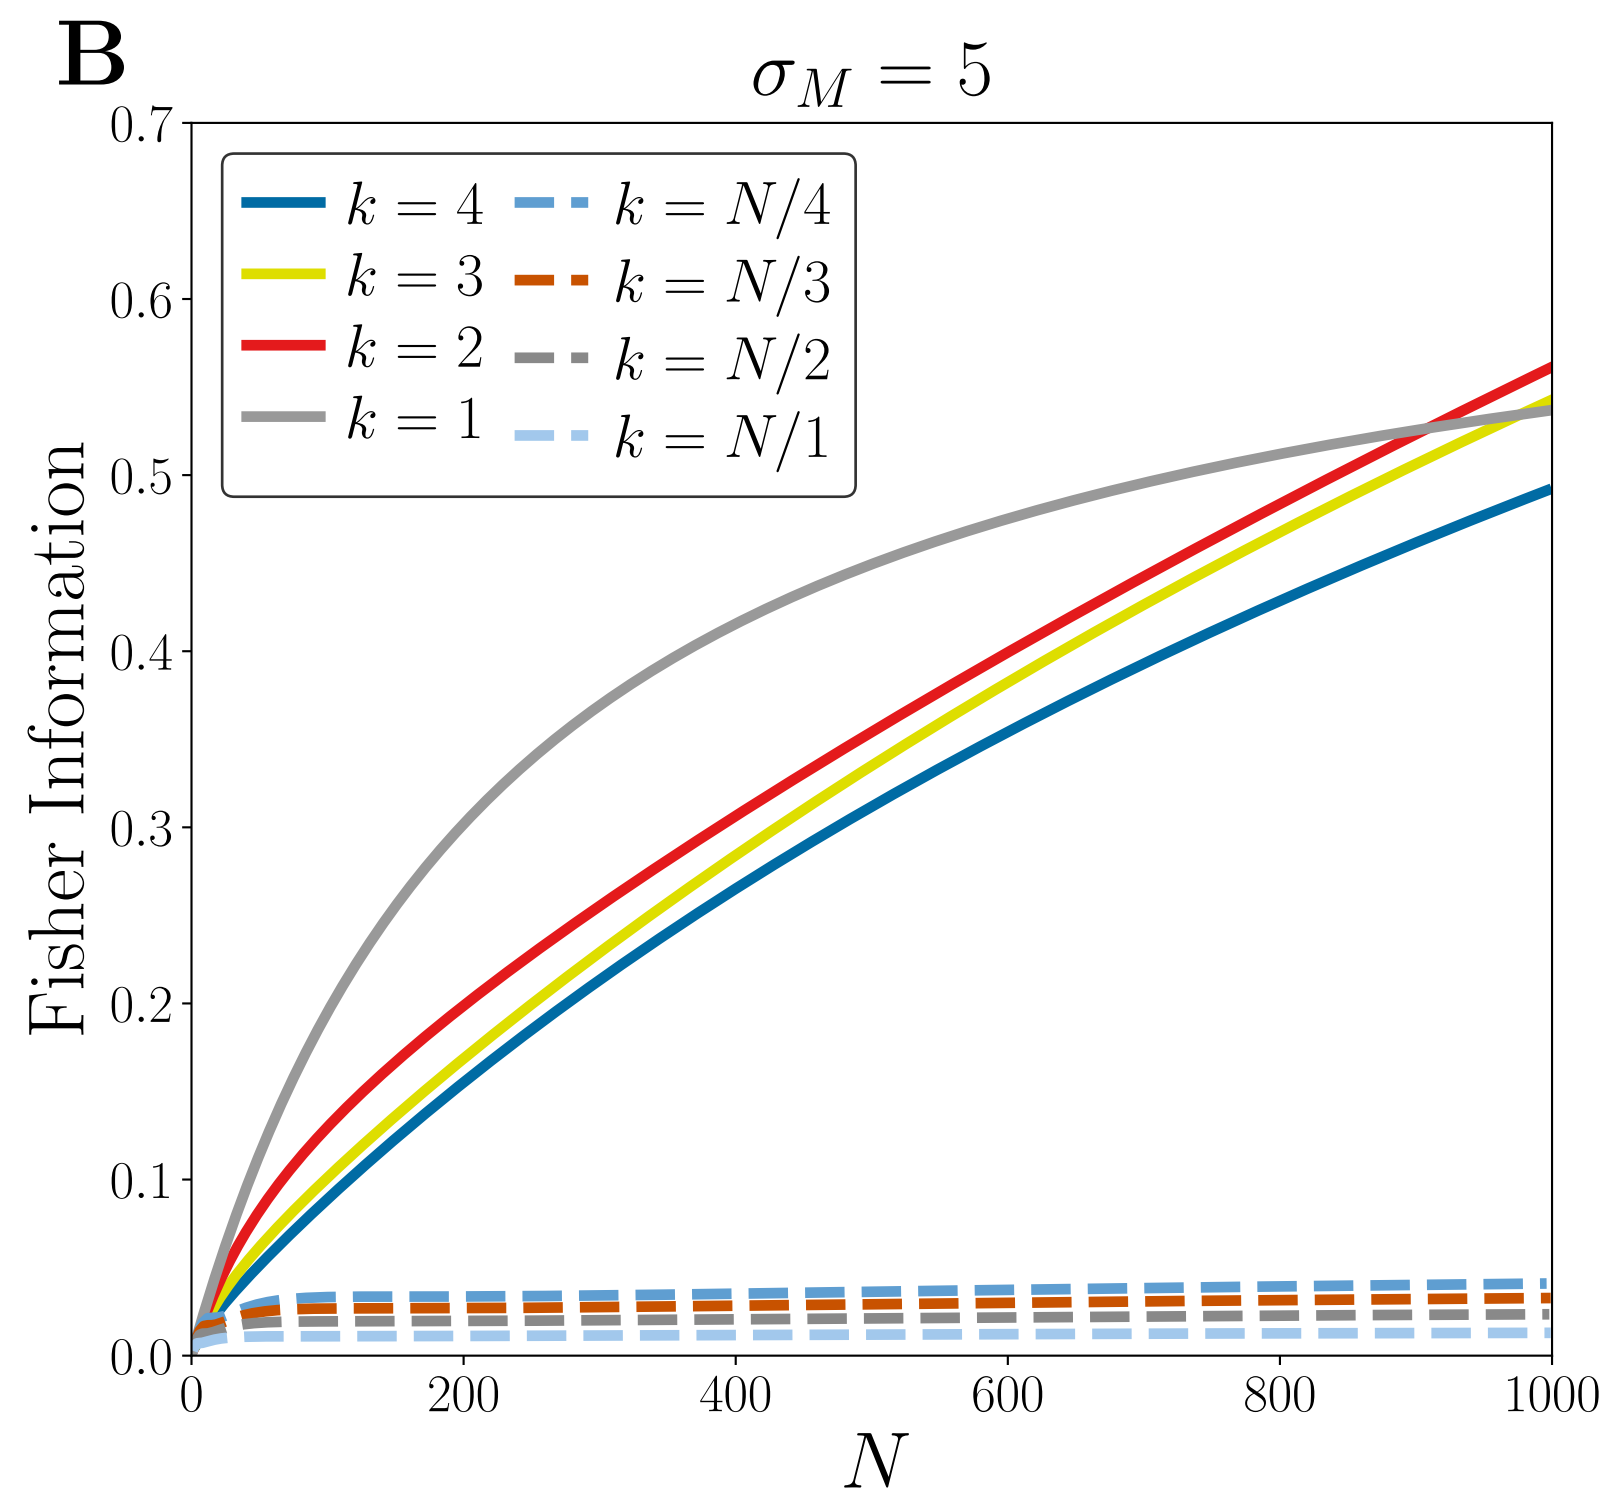 B
σ_M = 5
Fisher Information
0.7
0.6
0.5
0.4
0.3
0.2
0.1
0.0
k = 4
k = 3
k = 2
k = 1
k = N/4
k = N/3
k = N/2
k = N/1
0 200 400 600 800 1000
N